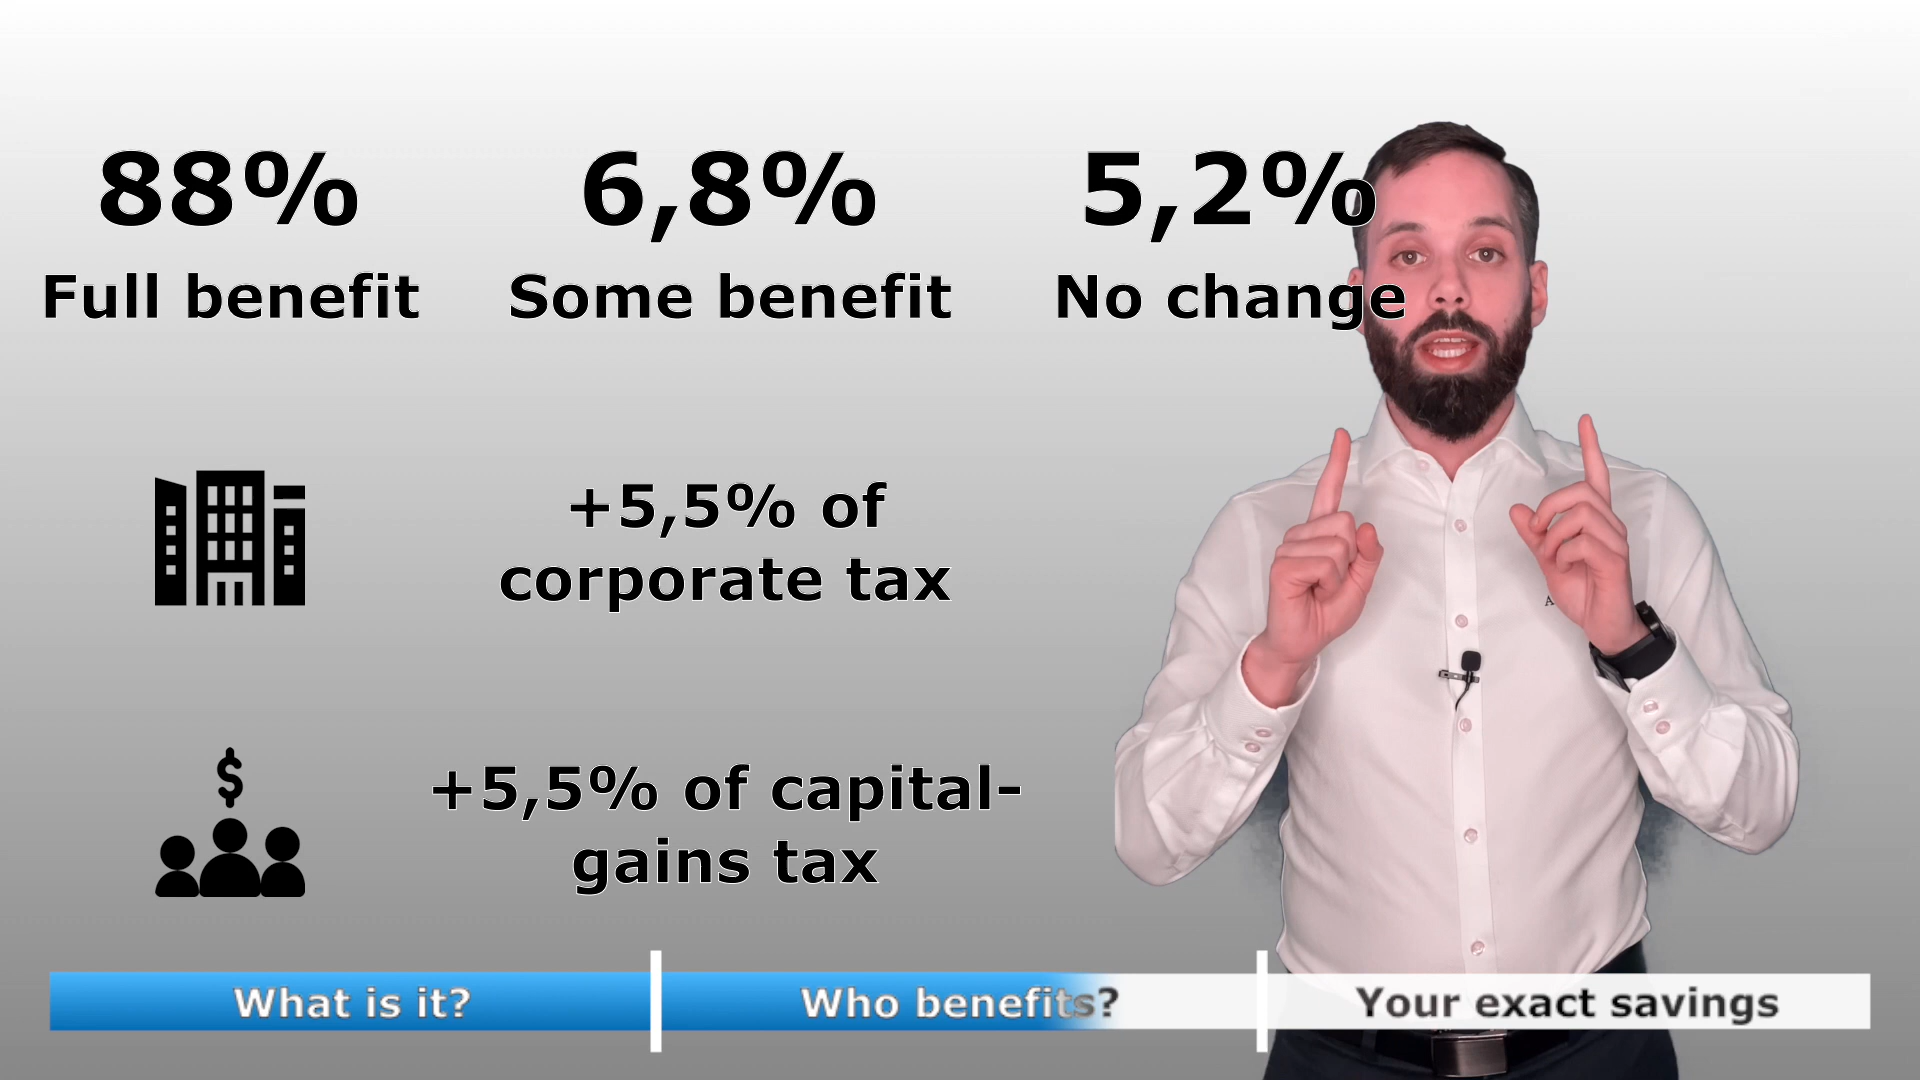 88%
6,8%
5,2%
Full benefit
Some benefit
No change
+5,5% of
corporate tax
+5,5% of capital-
gains tax
What is it?
Who benefits?
Your exact savings